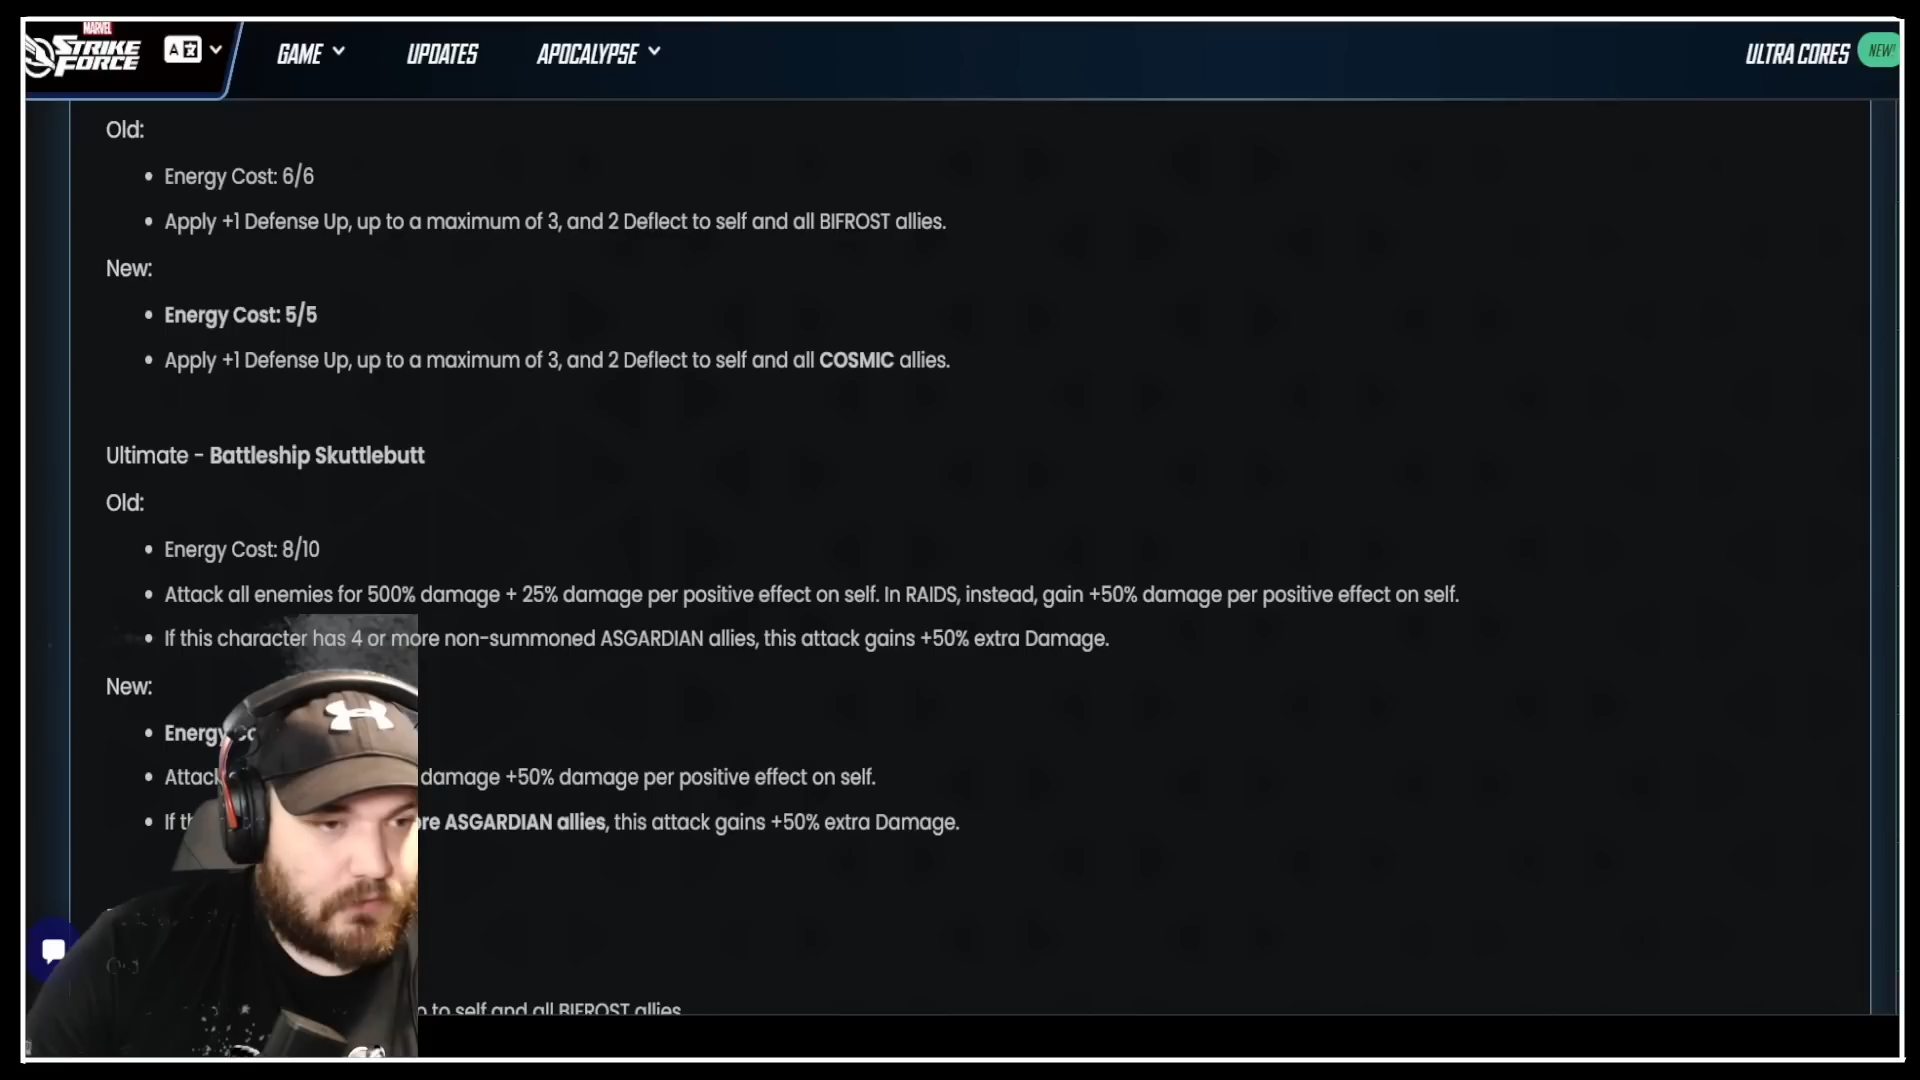 MARVEL
STRIKE
FORCE
A
GAME
UPDATES
APOCALYPSE
ULTRA CORES
NEW!
Old:
• Energy Cost: 6/6
• Apply +1 Defense Up, up to a maximum of 3, and 2 Deflect to self and all BIFROST allies.
New:
• Energy Cost: 5/5
• Apply +1 Defense Up, up to a maximum of 3, and 2 Deflect to self and all COSMIC allies.
Ultimate - Battleship Skuttlebutt
Old:
• Energy Cost: 8/10
• Attack all enemies for 500% damage + 25% damage per positive effect on self. In RAIDS, instead, gain +50% damage per positive effect on self.
• If this character has 4 or more non-summoned ASGARDIAN allies, this attack gains +50% extra Damage.
New:
• Energy
• damage +50% damage per positive effect on self.
• If ASGARDIAN allies, this attack gains +50% extra Damage.
to self and all BIFROST allies